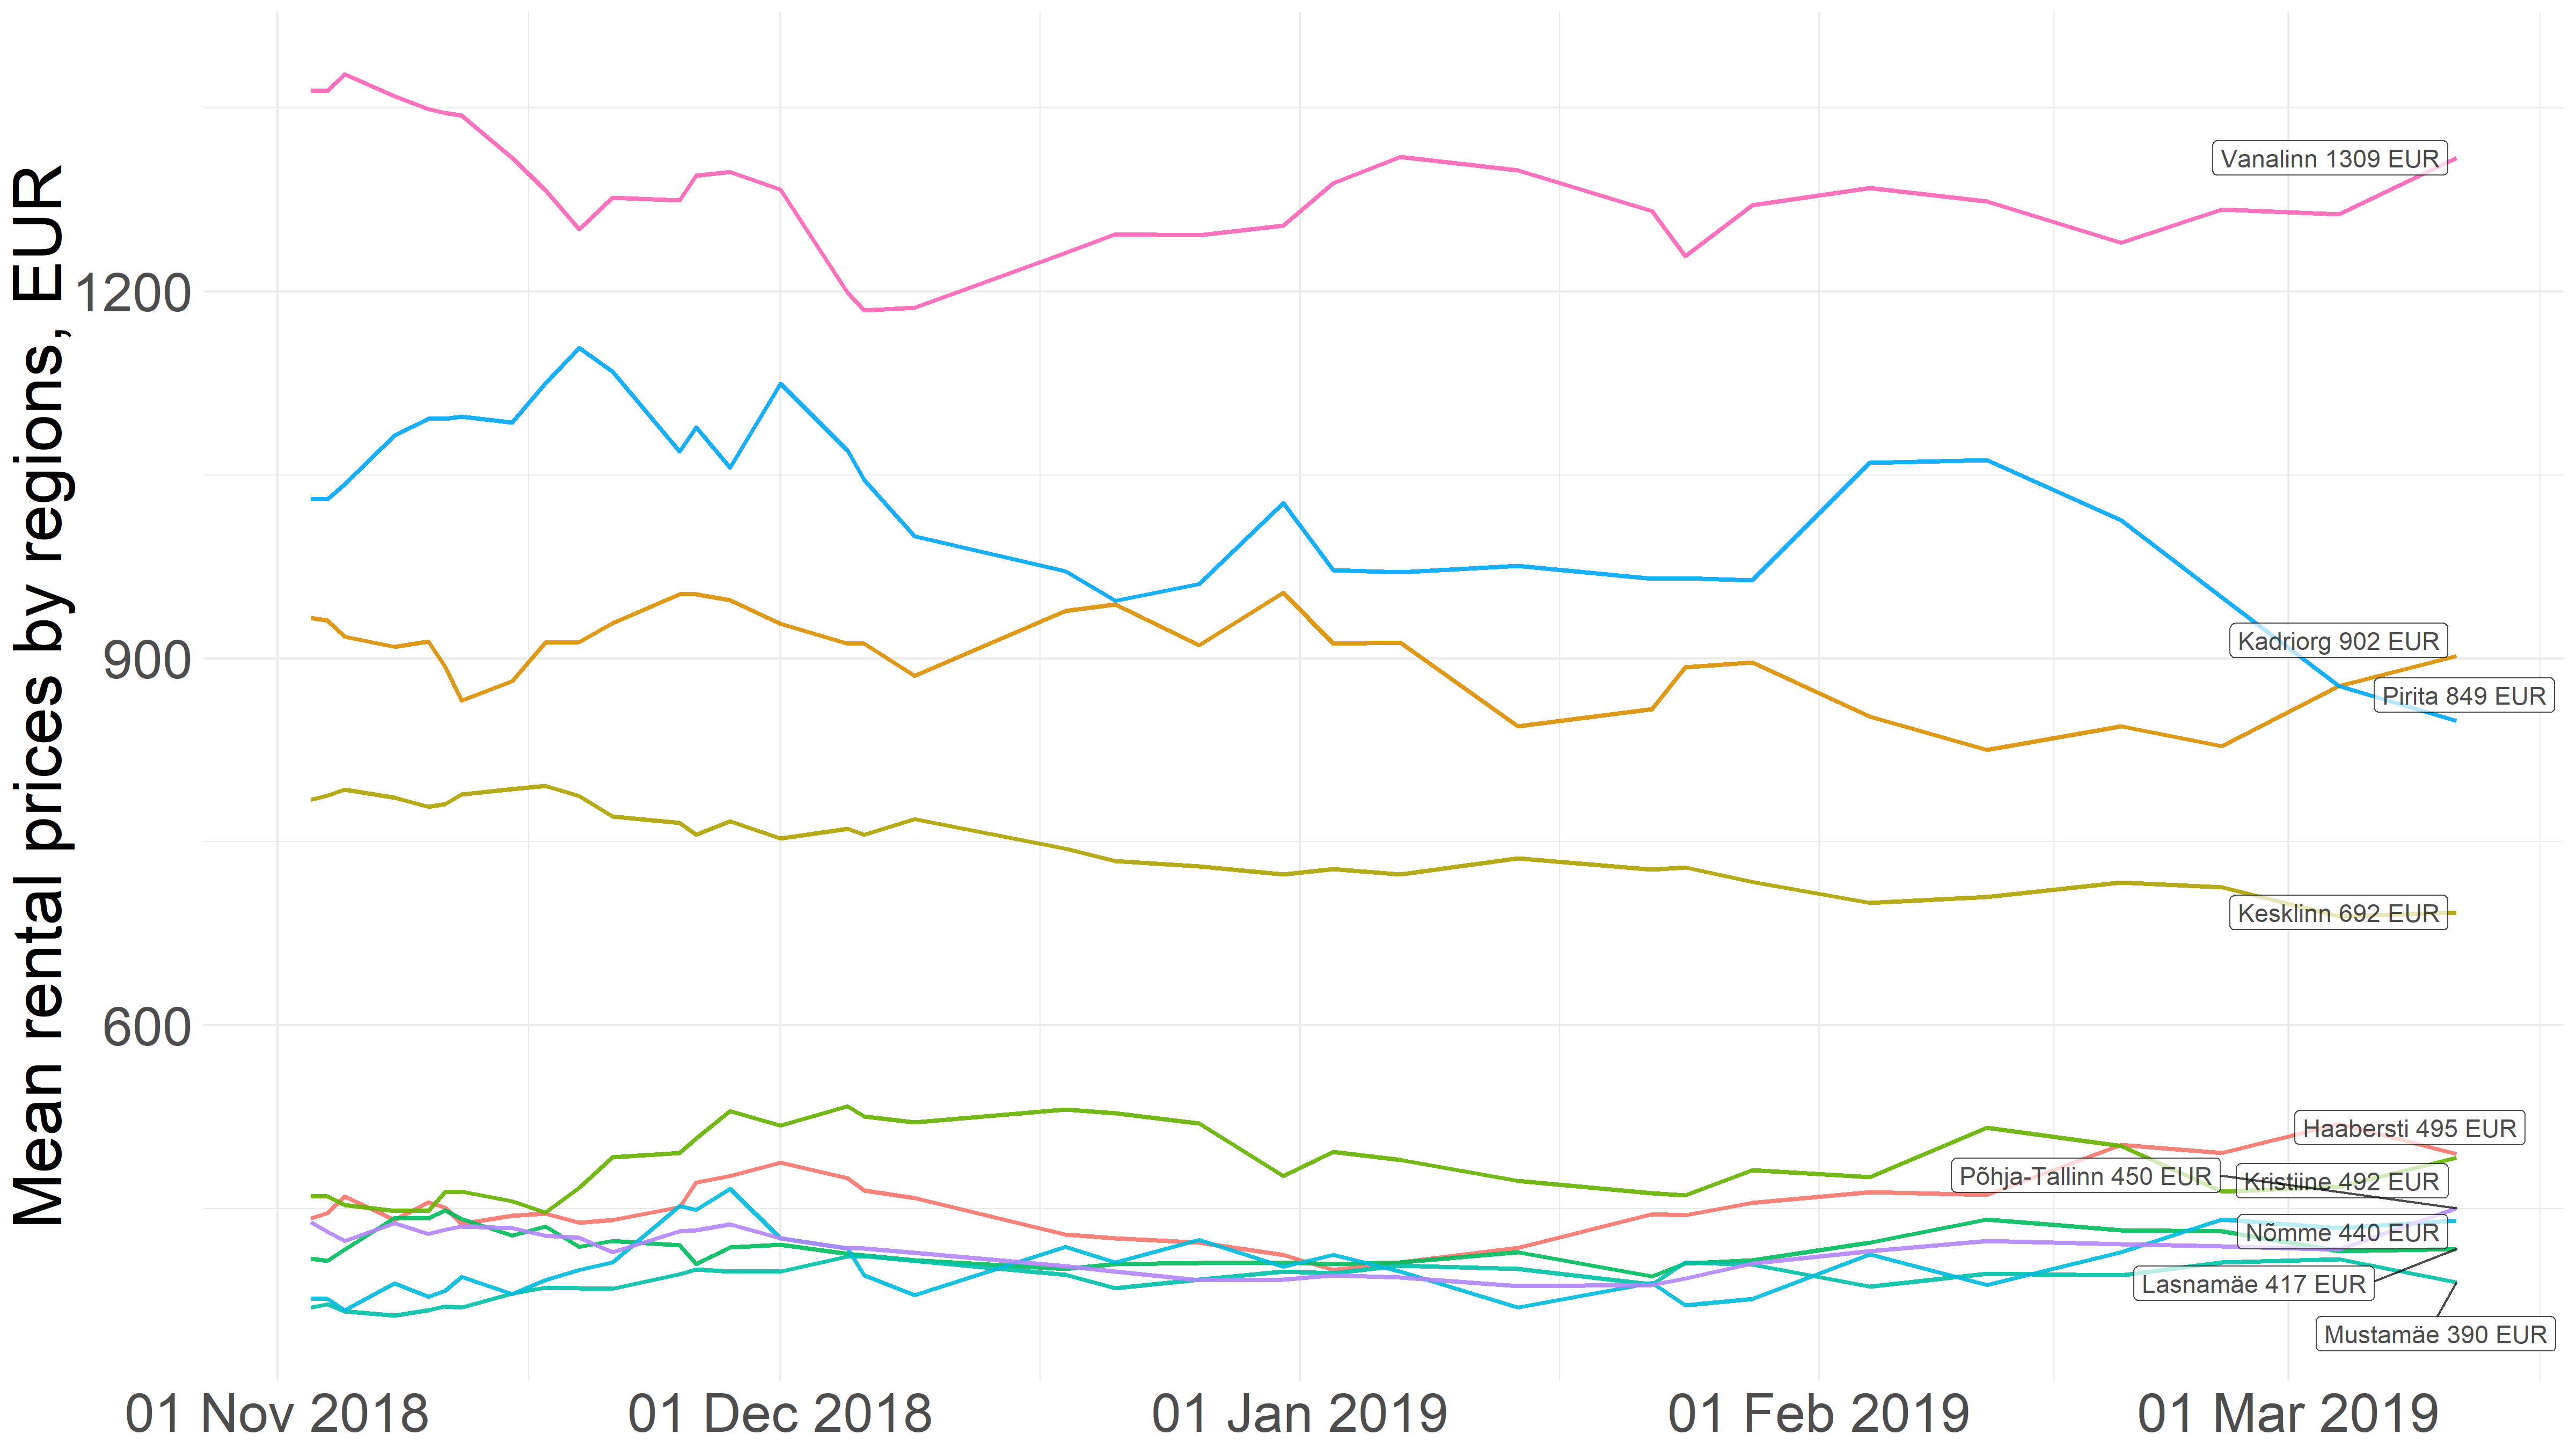 Mean rental prices by regions, EUR
1200
900
600
Vanalinn 1309 EUR
Kadriorg 902 EUR
Pirita 849 EUR
Kesklinn 692 EUR
Haabersti 495 EUR
Põhja-Tallinn 450 EUR
Kristiine 492 EUR
Nõmme 440 EUR
Lasnamäe 417 EUR
Mustamäe 390 EUR
01 Nov 2018
01 Dec 2018
01 Jan 2019
01 Feb 2019
01 Mar 2019